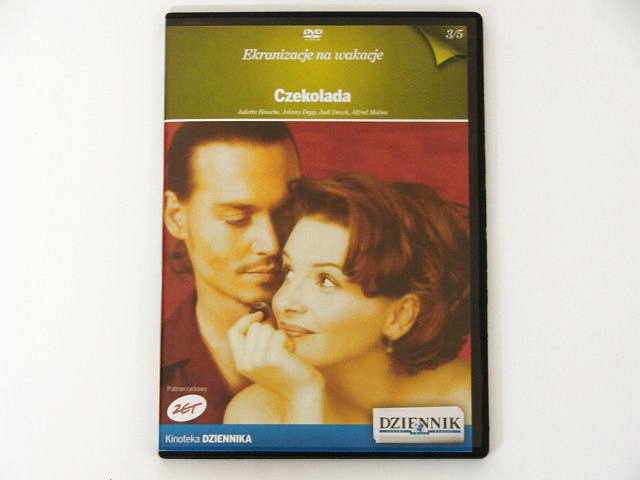 DVD
3/5
Ekranizacje na wakacje
Czekolada
Juliette Binoche, Johnny Depp, Judi Dench, Alfred Molina
Patron radiowy
ZET
DZIENNIK
Kinoteka DZIENNIKA